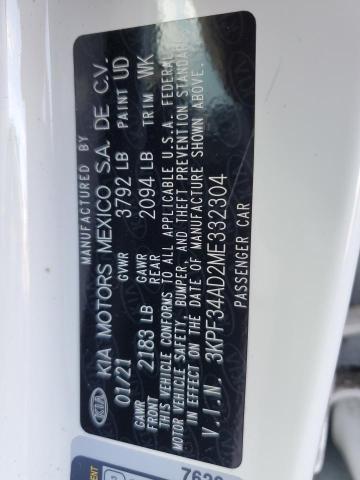 MANUFACTURED BY
KIA KIA MOTORS MEXICO S.A. DE C.V.
01/21 GVWR 3792 LB PAINT UD
GAWR FRONT 2183 LB GAWR REAR 2094 LB TRIM WK
THIS VEHICLE CONFORMS TO ALL APPLICABLE U.S.A. FEDERAL
MOTOR VEHICLE SAFETY, BUMPER, AND THEFT PREVENTION STANDAR
IN EFFECT ON THE DATE OF MANUFACTURE SHOWN ABOVE.
V.I.N. 3KPF34AD2ME332304
PASSENGER CAR